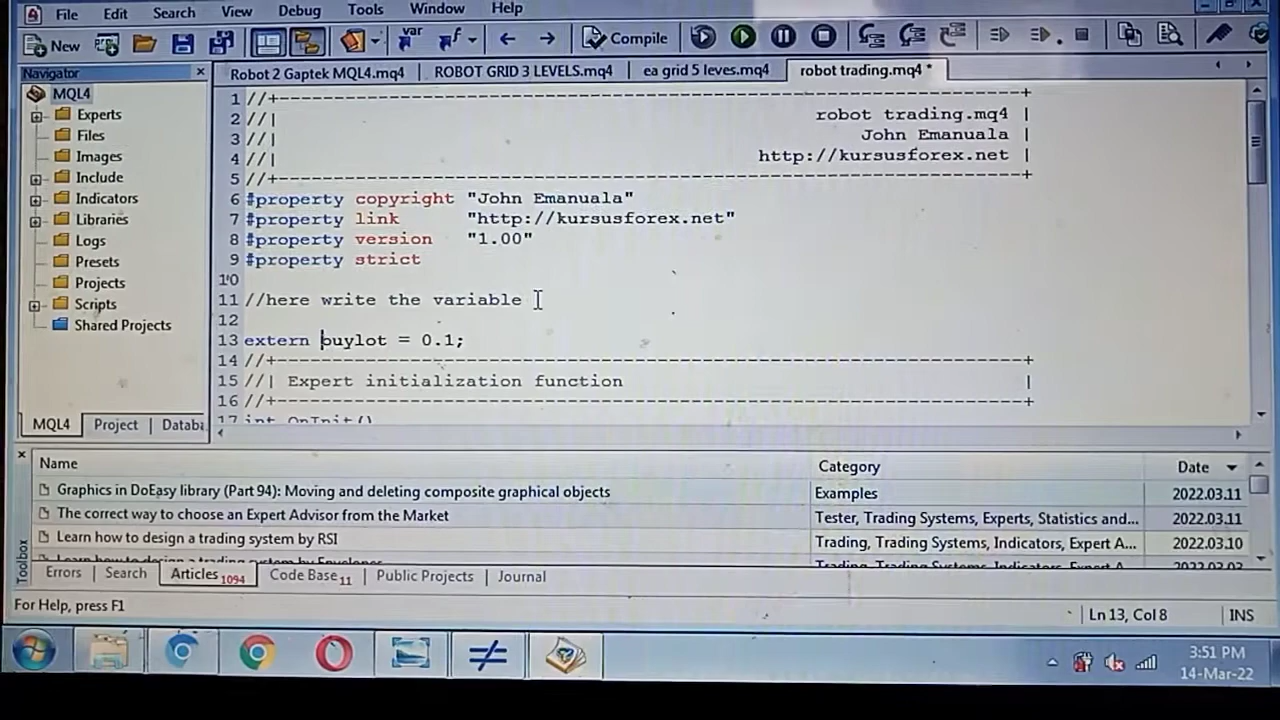 File Edit Search View Debug Tools Window Help
New var f Compile
Navigator
Robot 2 Gaptek MQL4.mq4 ROBOT GRID 3 LEVELS.mq4 ea grid 5 leves.mq4 robot trading.mq4 *
MQL4
Experts
Files
Images
Include
Indicators
Libraries
Logs
Presets
Projects
Scripts
Shared Projects
MQL4 Project Databa
1 //+------------------------------------------------------------------+
2 //| robot trading.mq4 |
3 //| John Emanuala |
4 //| http://kursusforex.net |
5 //+------------------------------------------------------------------+
6 #property copyright "John Emanuala"
7 #property link "http://kursusforex.net"
8 #property version "1.00"
9 #property strict
10
11 //here write the variable
12
13 extern buylot = 0.1;
14 //+------------------------------------------------------------------+
15 //| Expert initialization function |
16 //+------------------------------------------------------------------+
17 int OnInit()
Name Category Date
Graphics in DoEasy library (Part 94): Moving and deleting composite graphical objects Examples 2022.03.11
The correct way to choose an Expert Advisor from the Market Tester, Trading Systems, Experts, Statistics and... 2022.03.11
Learn how to design a trading system by RSI Trading, Trading Systems, Indicators, Expert A... 2022.03.10
Toolbox
Errors Search Articles 1094 Code Base 11 Public Projects Journal
For Help, press F1 Ln 13, Col 8 INS
3:51 PM
14-Mar-22